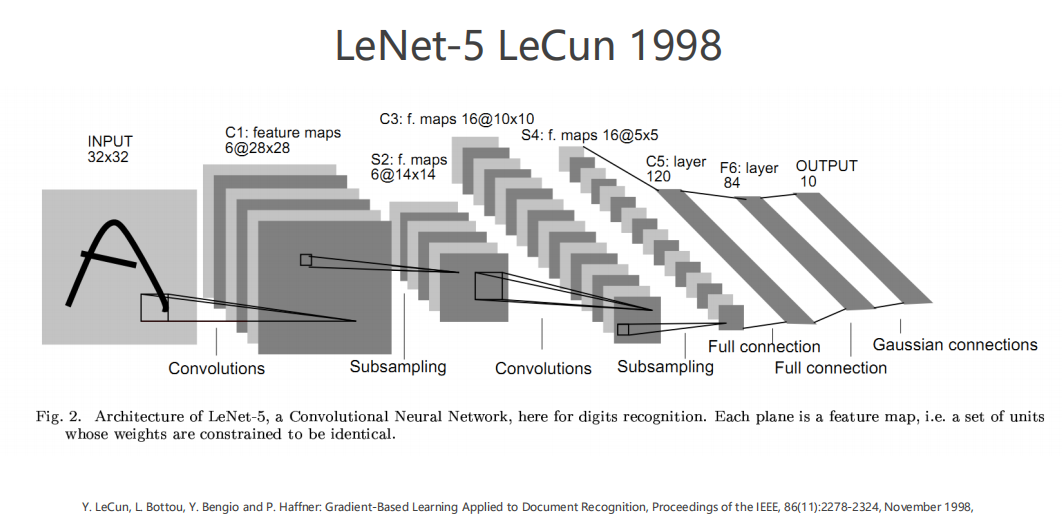 LeNet-5 LeCun 1998
INPUT
32x32
C1: feature maps
6@28x28
S2: f. maps
6@14x14
C3: f. maps 16@10x10
S4: f. maps 16@5x5
C5: layer
120
F6: layer
84
OUTPUT
10
Convolutions
Subsampling
Convolutions
Subsampling
Full connection
Full connection
Gaussian connections
Fig. 2. Architecture of LeNet-5, a Convolutional Neural Network, here for digits recognition. Each plane is a feature map, i.e. a set of units
whose weights are constrained to be identical.
Y. LeCun, L. Bottou, Y. Bengio and P. Haffner: Gradient-Based Learning Applied to Document Recognition, Proceedings of the IEEE, 86(11):2278-2324, November 1998,